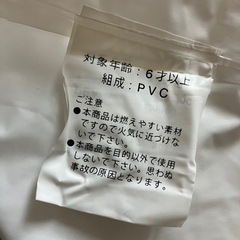 対象年齢：6才以上
組成：PVC
ご注意
●本商品は燃えやすい素材
ですので火気に近づけな
いで下さい。
●本商品を目的以外で使用
しないで下さい。思わぬ
事故の原因となります。